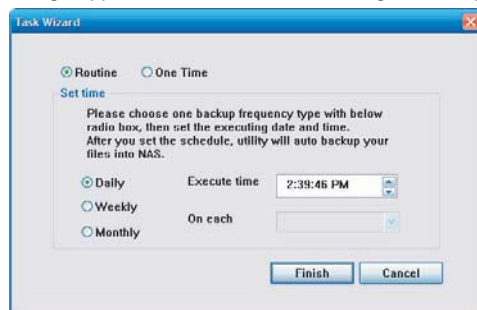 Task Wizard
Routine One Time
Set time
Please choose one backup frequency type with below
radio box, then set the executing date and time.
After you set the schedule, utility will auto backup your
files into NAS.
Daily Execute time 2:39:46 PM
Weekly
On each
Monthly
Finish Cancel